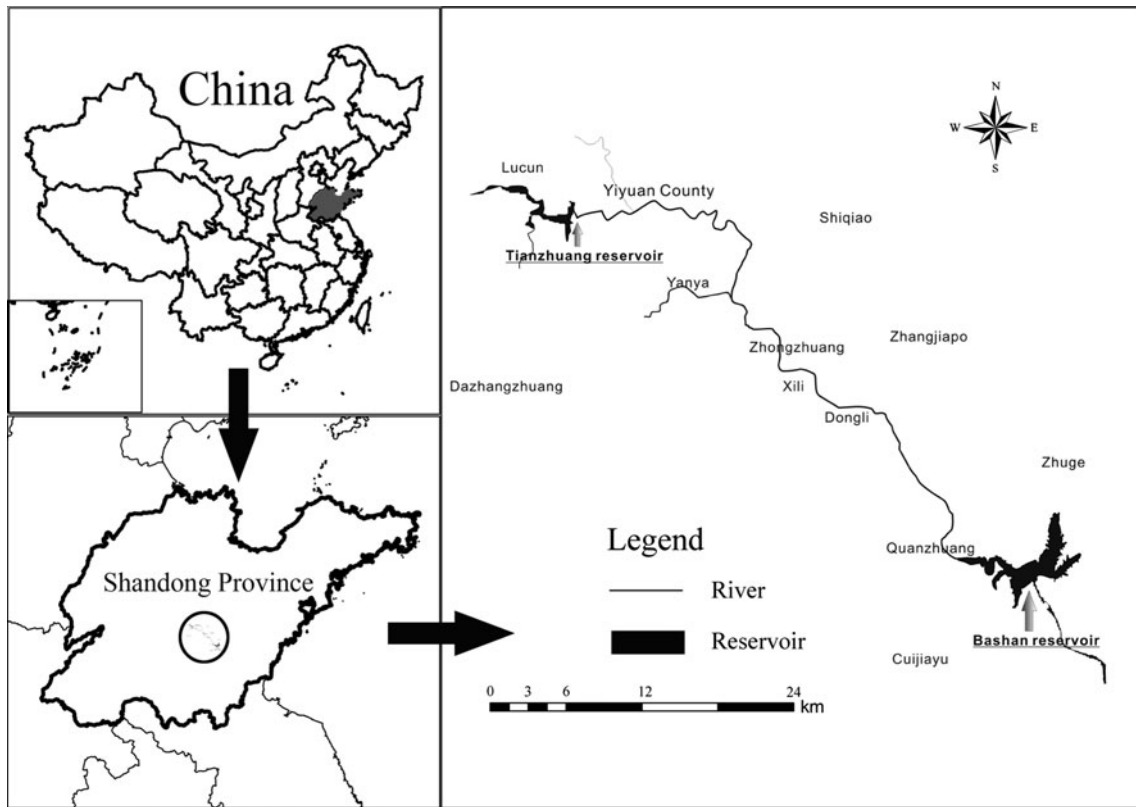 China
Shandong Province
N
W E
S
Lucun
Yiyuan County
Shiqiao
Tianzhuang reservoir
Yanya
Zhongzhuang
Zhangjiapo
Dazhangzhuang
Xili
Dongli
Zhuge
Quanzhuang
Legend
River
Reservoir
Bashan reservoir
Cuijiayu
0 3 6 12 24
km